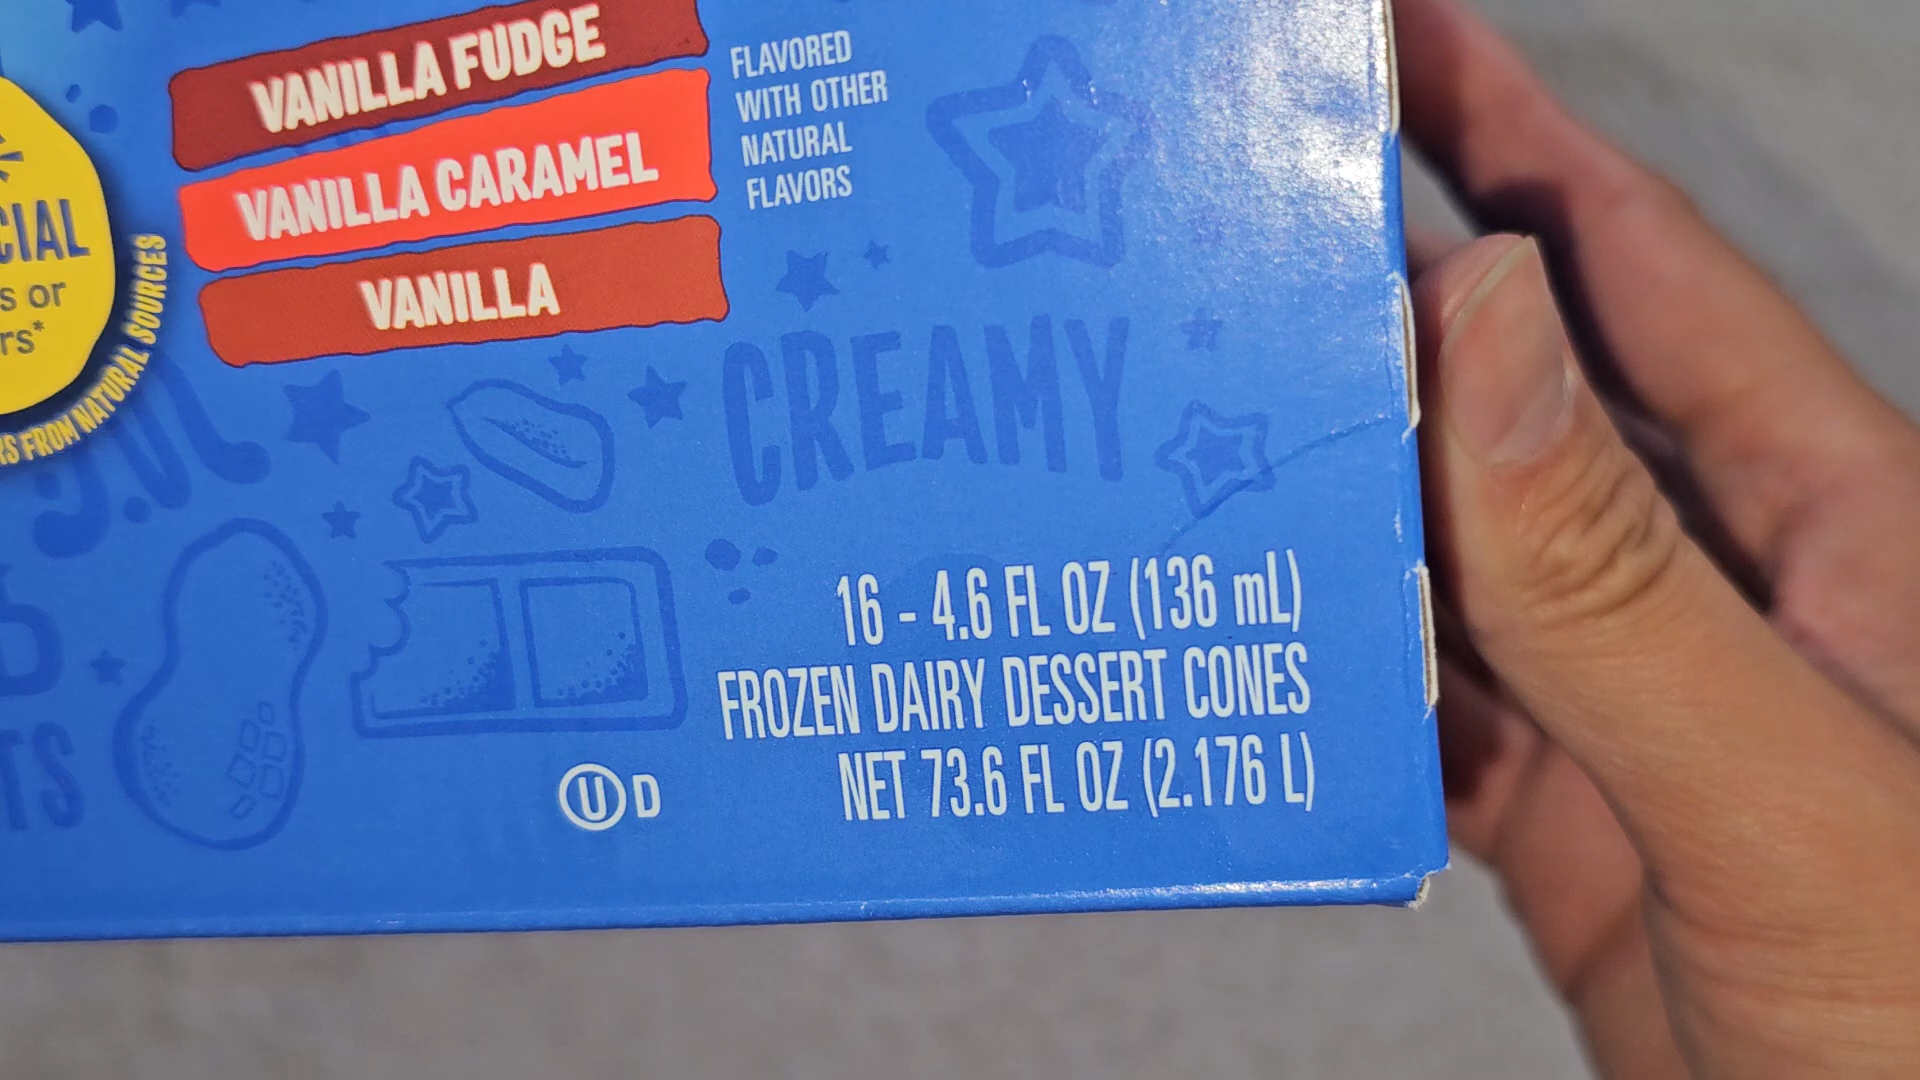 VANILLA FUDGE
VANILLA CARAMEL
VANILLA
FLAVORED
WITH OTHER
NATURAL
FLAVORS
CIAL
s or
rs*
RS FROM NATURAL SOURCES
CREAMY
TS
16 - 4.6 FL OZ (136 mL)
FROZEN DAIRY DESSERT CONES
NET 73.6 FL OZ (2.176 L)
U D